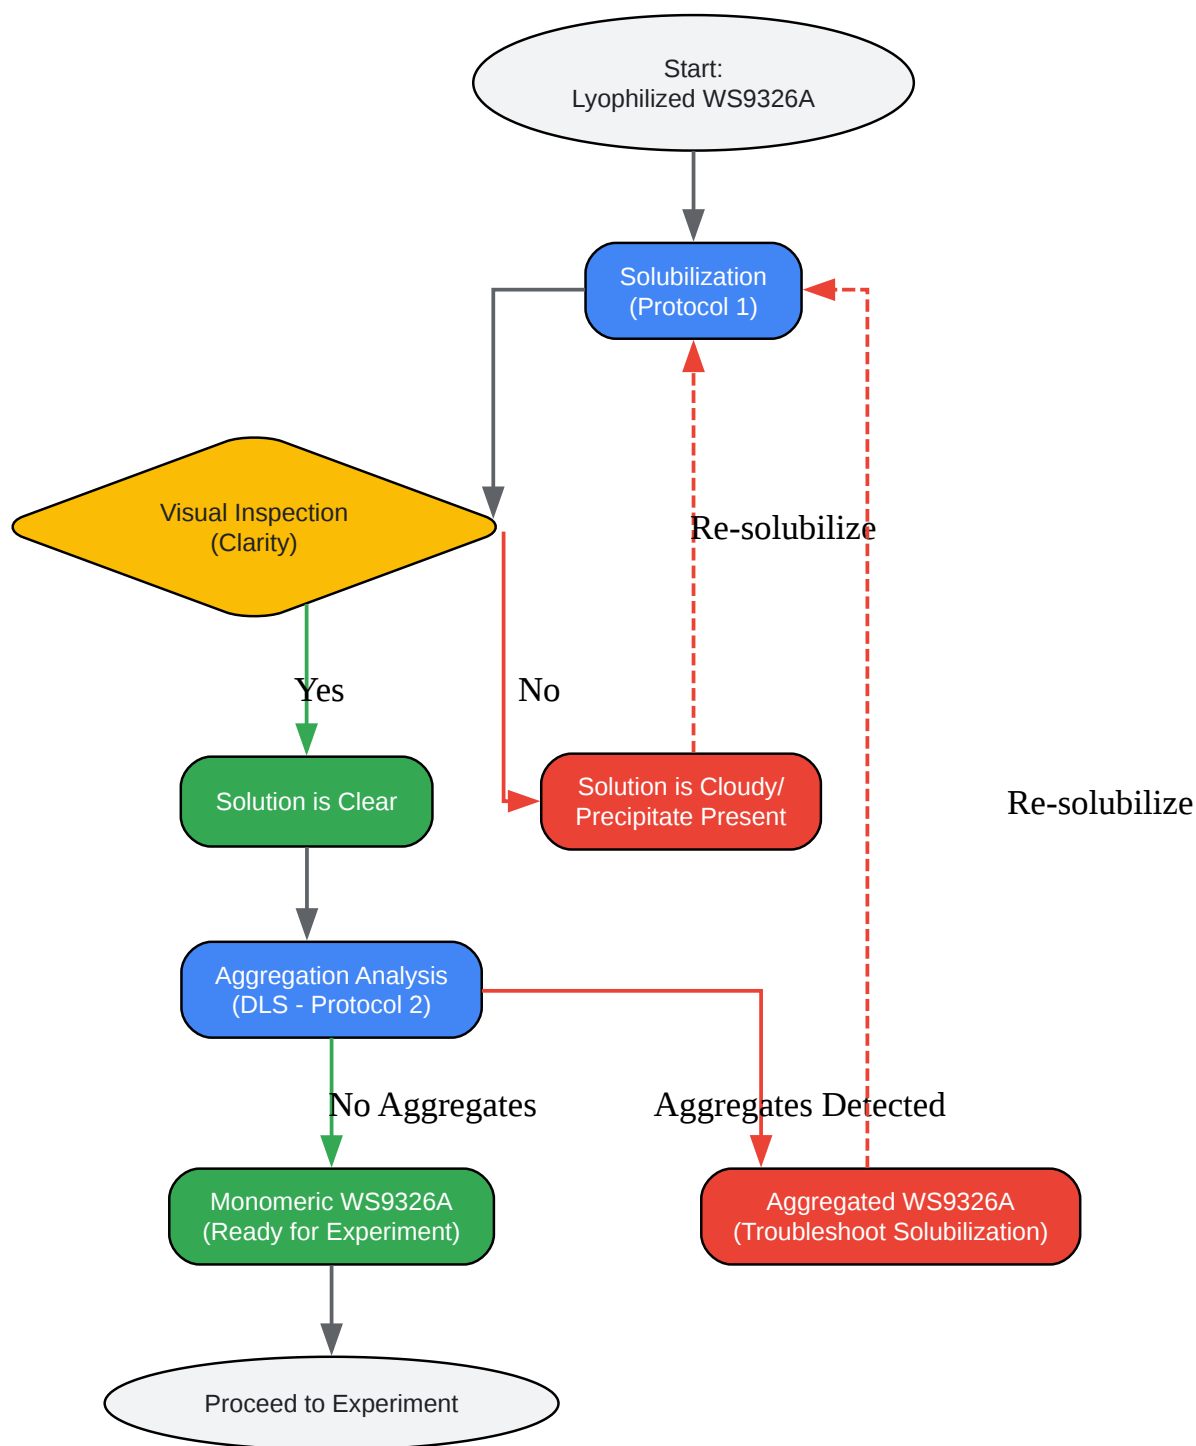 Start:
Lyophilized WS9326A
Solubilization
(Protocol 1)
Visual Inspection
(Clarity)
Re-solubilize
Yes
No
Solution is Clear
Solution is Cloudy/
Precipitate Present
Re-solubilize
Aggregation Analysis
(DLS - Protocol 2)
No Aggregates
Aggregates Detected
Monomeric WS9326A
(Ready for Experiment)
Aggregated WS9326A
(Troubleshoot Solubilization)
Proceed to Experiment